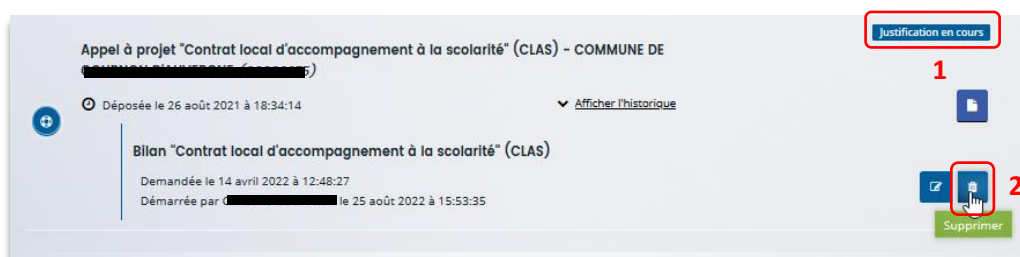 Justification en cours
Appel à projet "Contrat local d'accompagnement à la scolarité" (CLAS) - COMMUNE DE
5)
1
Déposée le 26 août 2021 à 18:34:14
Afficher l'historique
Bilan "Contrat local d'accompagnement à la scolarité" (CLAS)
Demandée le 14 avril 2022 à 12:48:27
Démarrée par le 25 août 2022 à 15:53:35
2
Supprimer